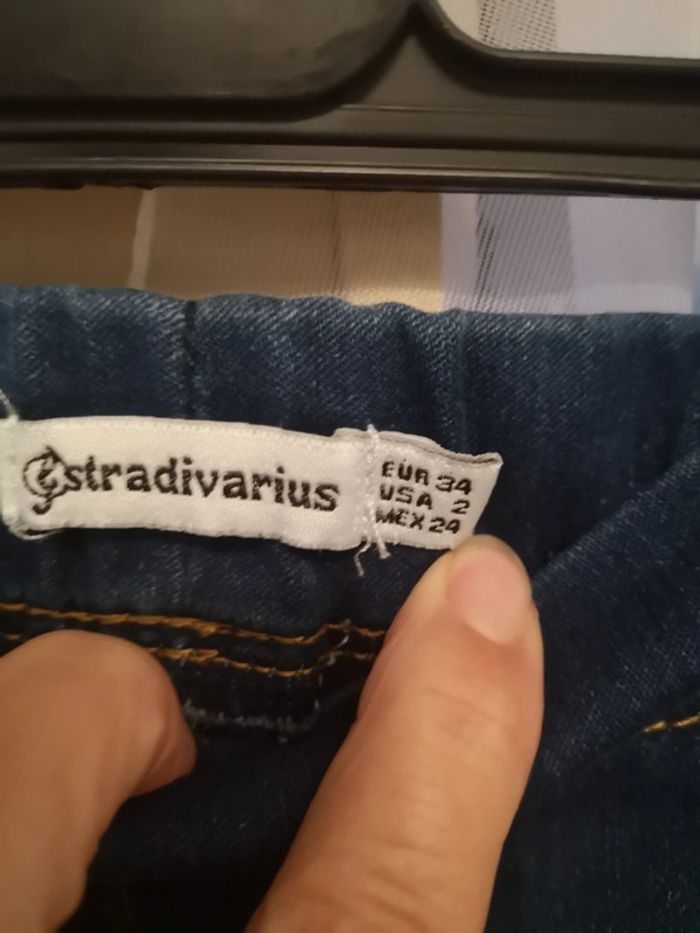 stradivarius
EUR 34
USA 2
MEX 24